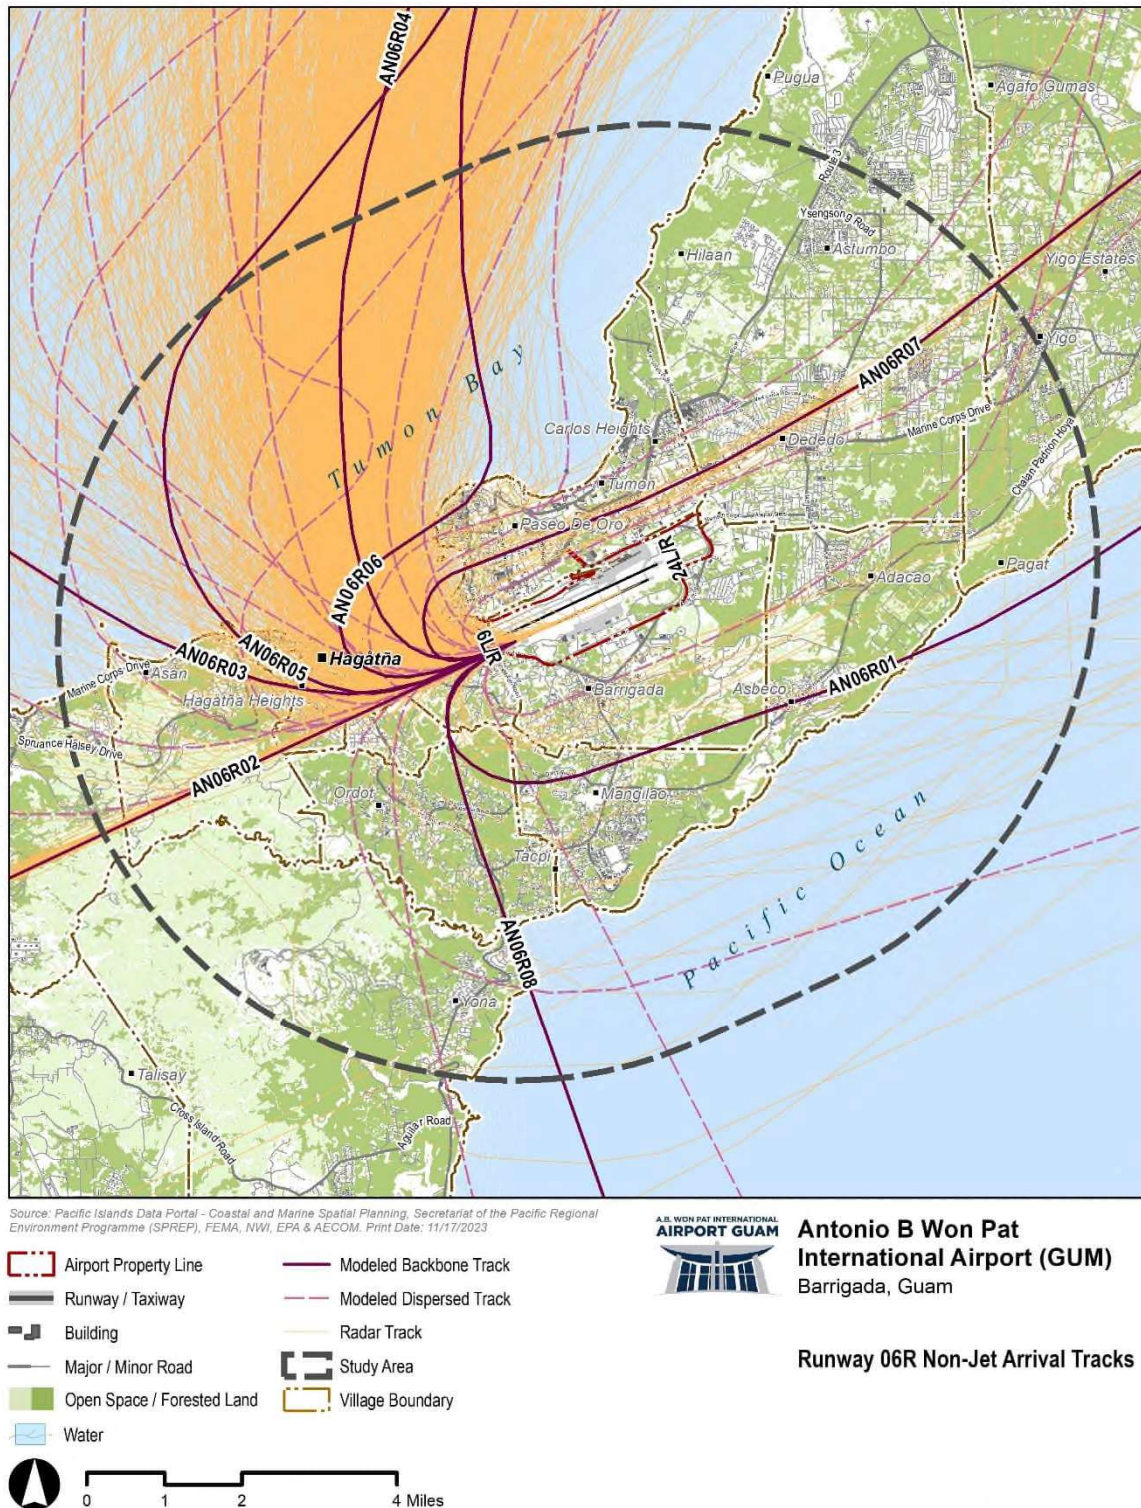 AN06R04
Pugua
Agafo Gumas
Route 3
Ysengsong Road
Astumbo
Hilaan
Yigo Estates
Yigo
AN06R07
Tumon Bay
Carlos Heights
Dededo
Marine Corps Drive
Chalan Padrion Hoya
Tumon
Paseo De Oro
24L/R
Adacao
Pagat
AN06R06
6L/R
Hagåtña
AN06R05
AN06R03
Marine Corps Drive
Asan
Hagåtña Heights
Barrigada
Asbeco
AN06R01
Spruance Halsey Drive
AN06R02
Ordot
Mangilao
Tacpi
Pacific Ocean
AN06R08
Yona
Talisay
Cross Island Road
Aguilar Road
Source: Pacific Islands Data Portal - Coastal and Marine Spatial Planning, Secretariat of the Pacific Regional
Environment Programme (SPREP), FEMA, NWI, EPA & AECOM. Print Date: 11/17/2023
Airport Property Line
Runway / Taxiway
Building
Major / Minor Road
Open Space / Forested Land
Water
Modeled Backbone Track
Modeled Dispersed Track
Radar Track
Study Area
Village Boundary
0 1 2 4 Miles
A.B. WON PAT INTERNATIONAL
AIRPORT GUAM
Antonio B Won Pat
International Airport (GUM)
Barrigada, Guam
Runway 06R Non-Jet Arrival Tracks